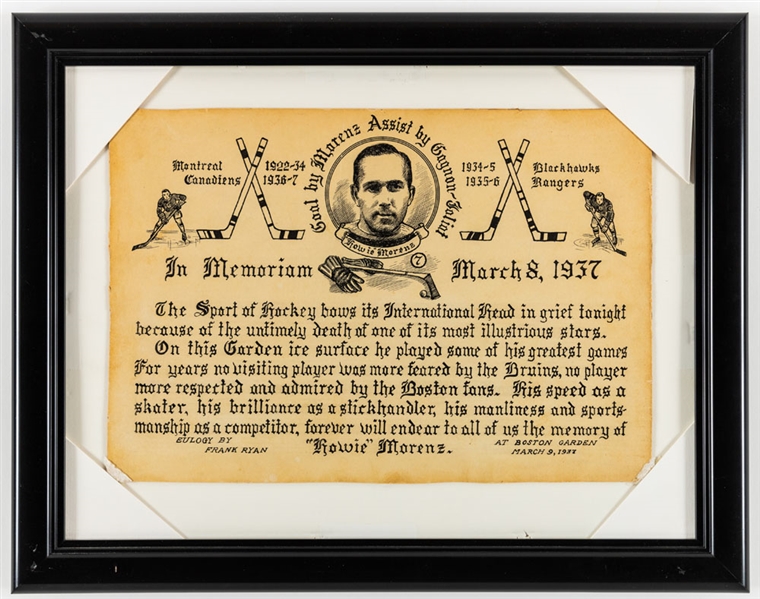 Goal by Morenz Assist by Gagnon-Joliat
Montreal 1922-34
Canadiens 1936-7
1934-5 Blackhawks
1935-6 Rangers
"Howie" Morenz
7
In Memoriam March 8, 1937
The Sport of Hockey bows its International Head in grief tonight
because of the untimely death of one of its most illustrious stars.
On this Garden ice surface he played some of his greatest games
For years no visiting player was more feared by the Bruins, no player
more respected and admired by the Boston fans. His speed as a
skater, his brilliance as a stickhandler, his manliness and sports-
manship as a competitor, forever will endear to all of us the memory of
"Howie" Morenz.
EULOGY BY
FRANK RYAN
AT BOSTON GARDEN
MARCH 9, 1937